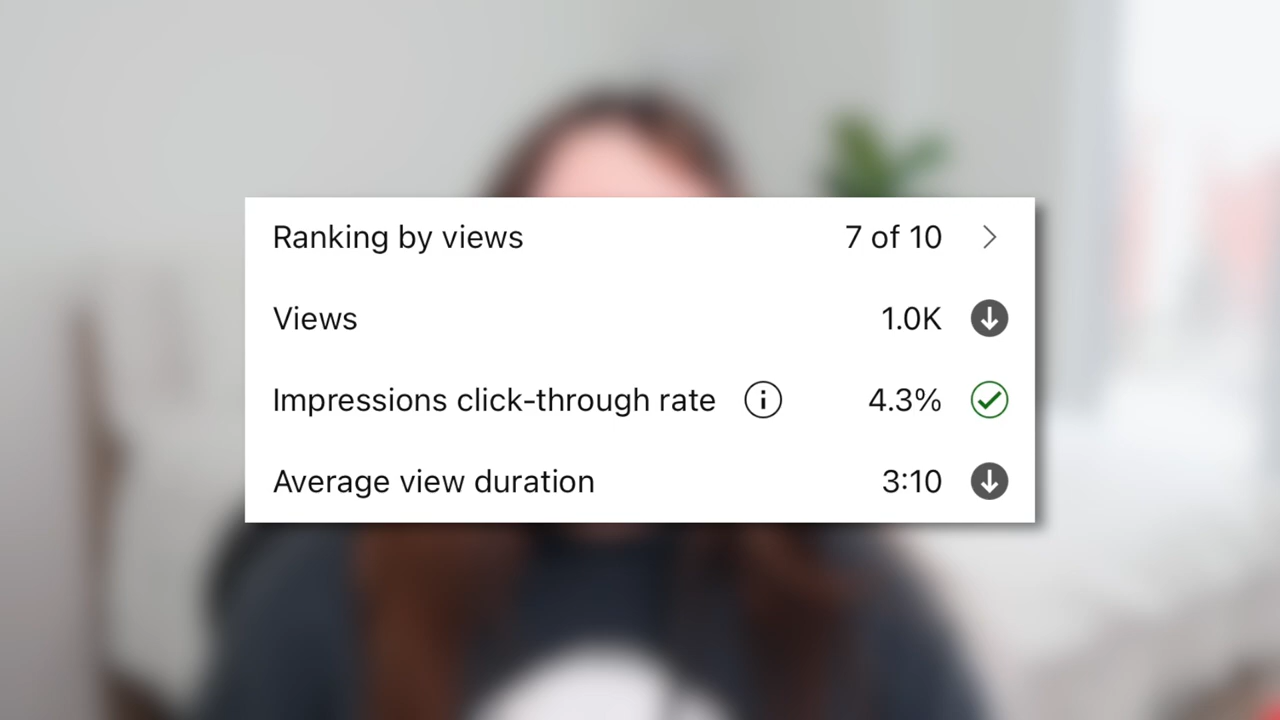 Ranking by views 7 of 10
Views 1.0K
Impressions click-through rate 4.3%
Average view duration 3:10